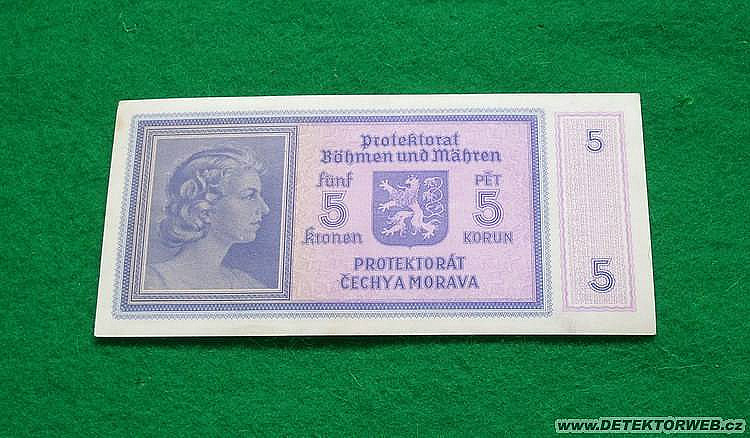 Protektorat
Böhmen und Mähren
fünf PĚT
5 5
Kronen KORUN
PROTEKTORÁT
ČECHY A MORAVA
5
5
www.DETEKTORWEB.cz